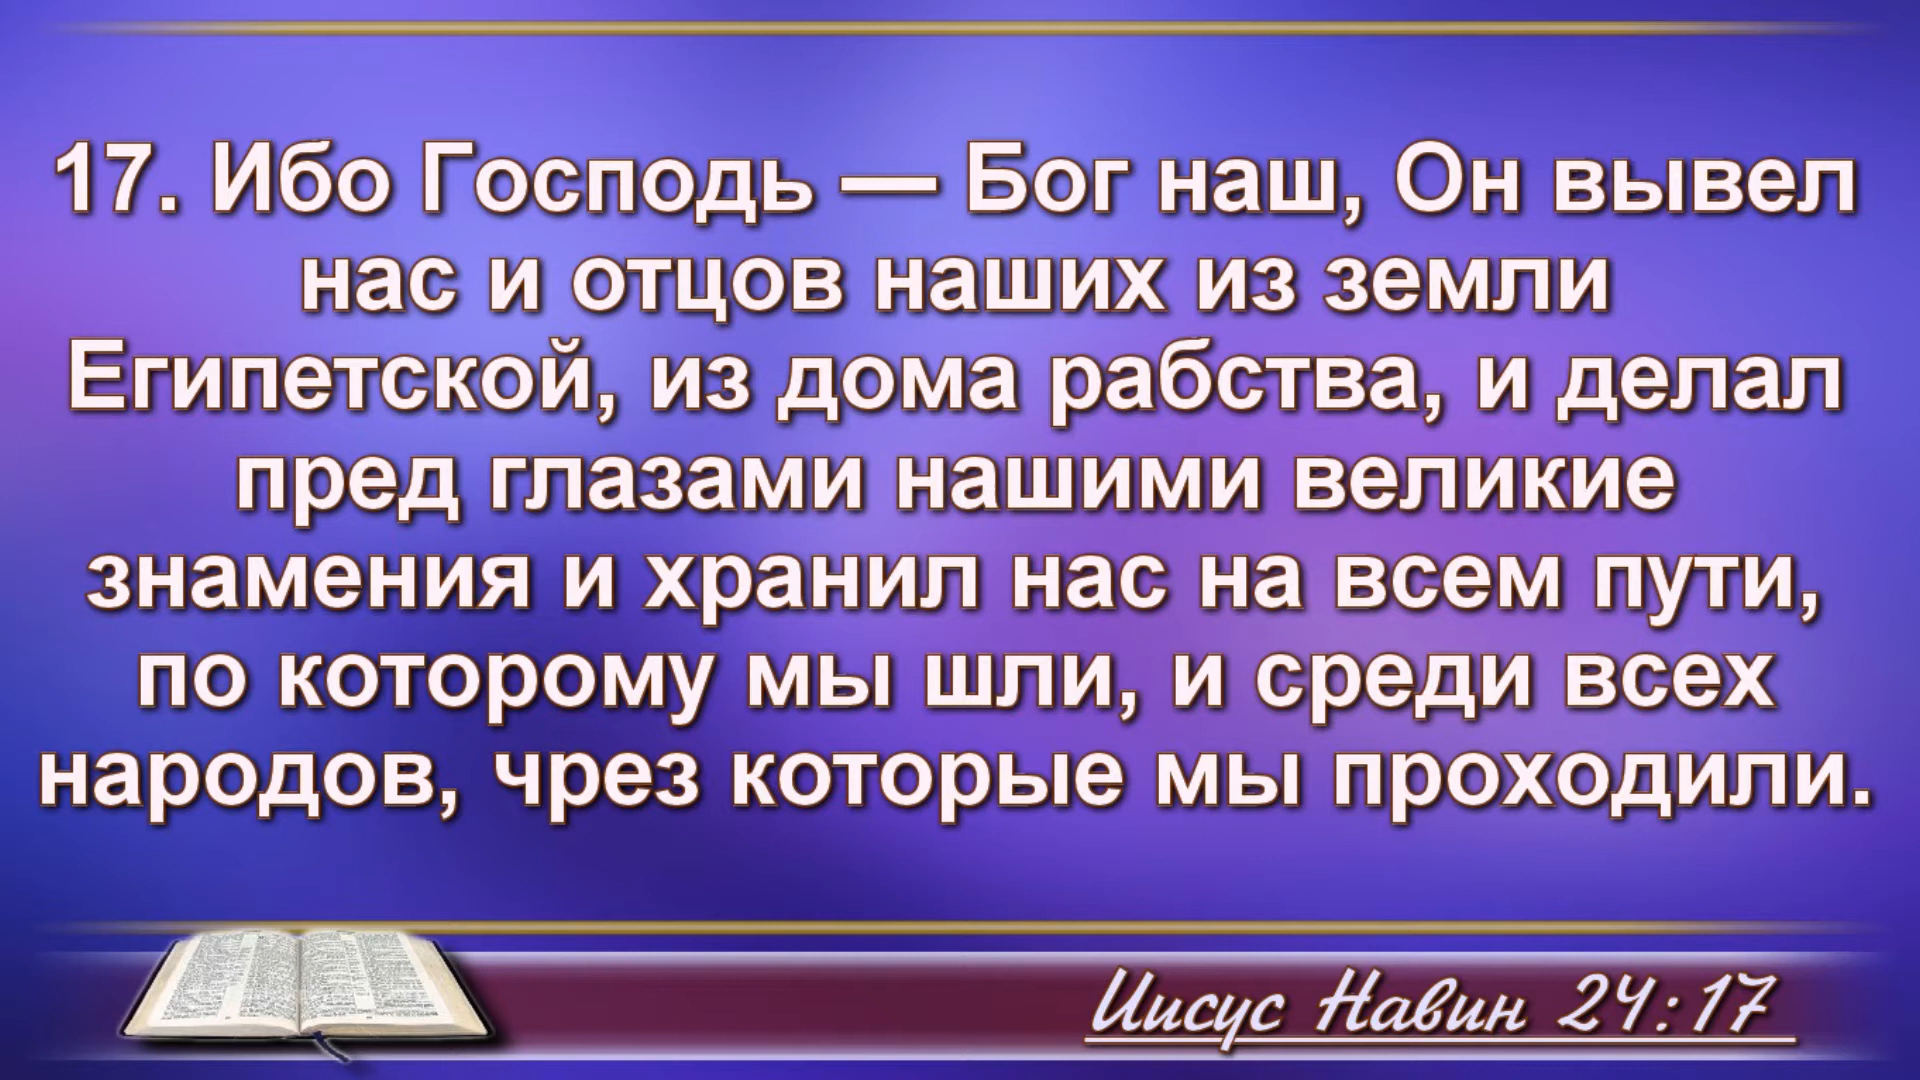 17. Ибо Господь — Бог наш, Он вывел
нас и отцов наших из земли
Египетской, из дома рабства, и делал
пред глазами нашими великие
знамения и хранил нас на всем пути,
по которому мы шли, и среди всех
народов, чрез которые мы проходили.
Иисус Навин 24:17